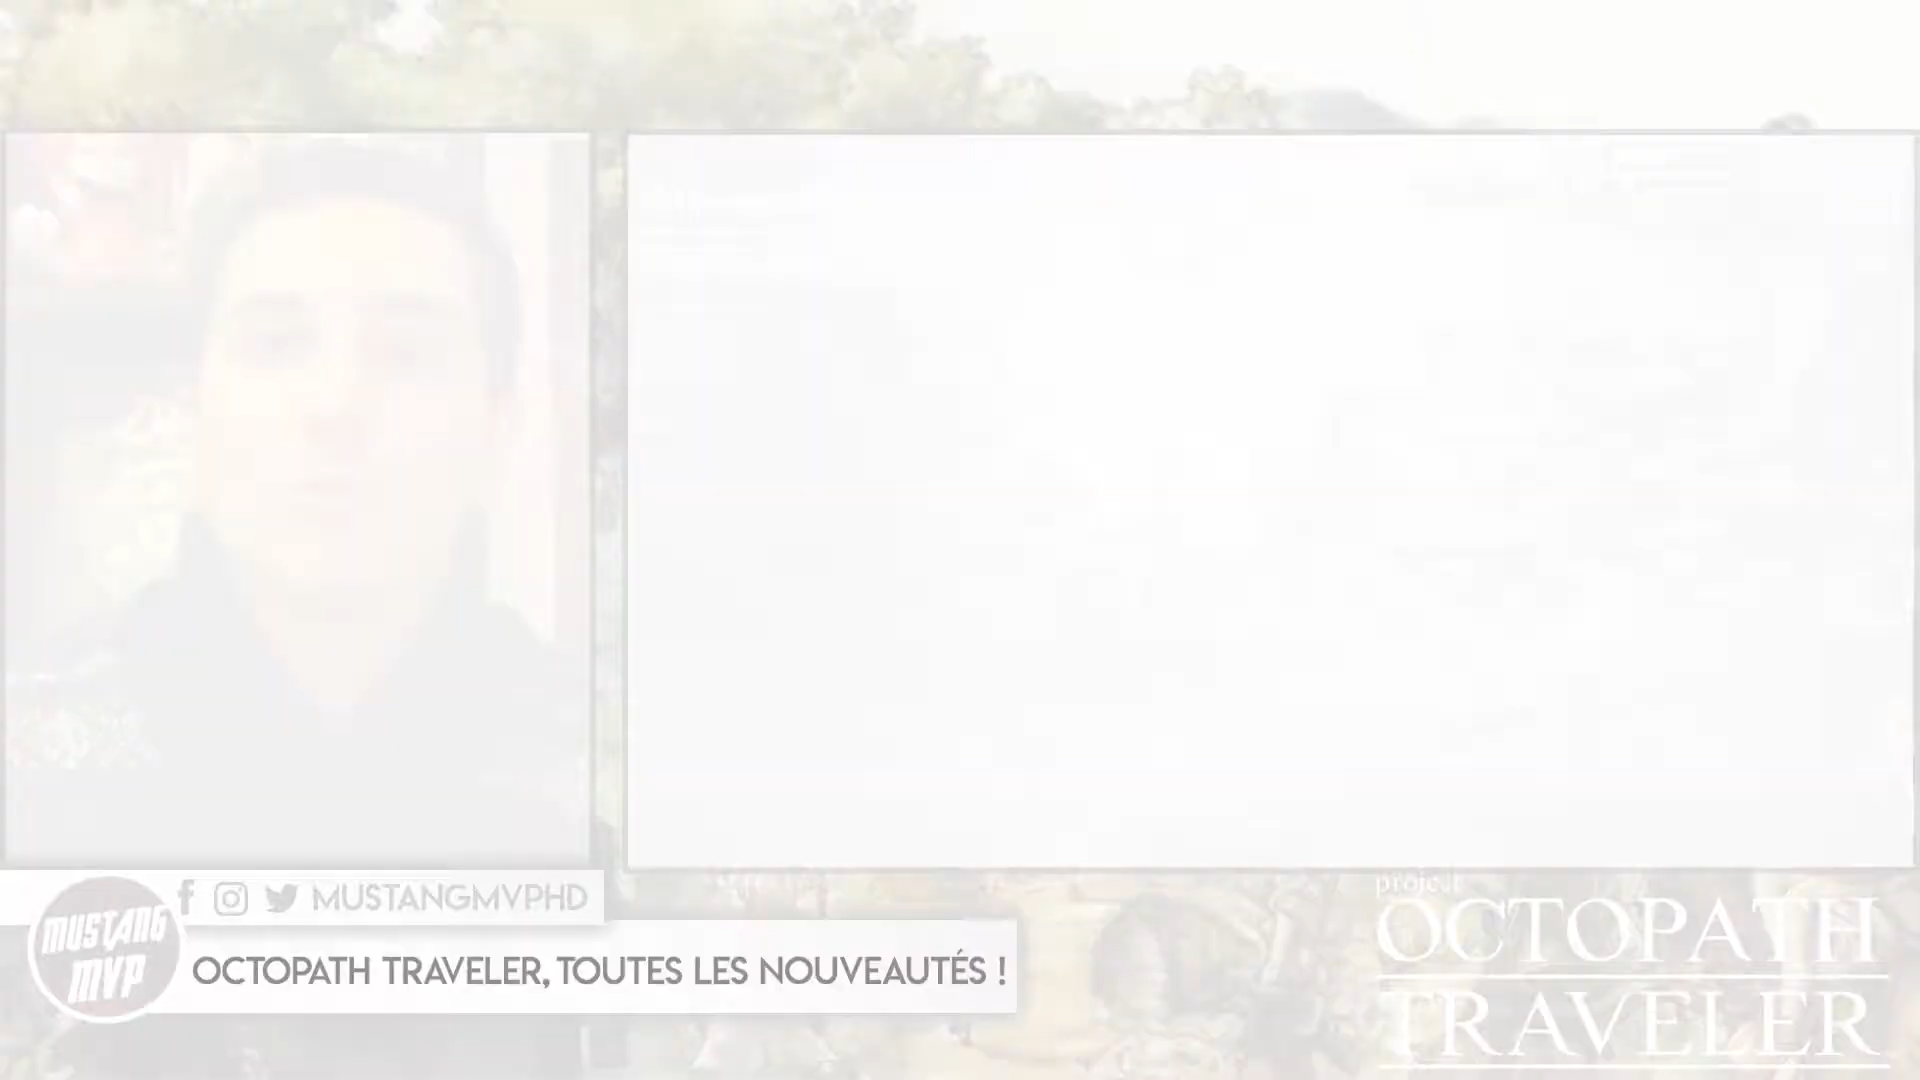 MUSTANGMVPHD
MUSTANG
MVP
OCTOPATH TRAVELER, TOUTES LES NOUVEAUTÉS !
project
OCTOPATH
TRAVELER